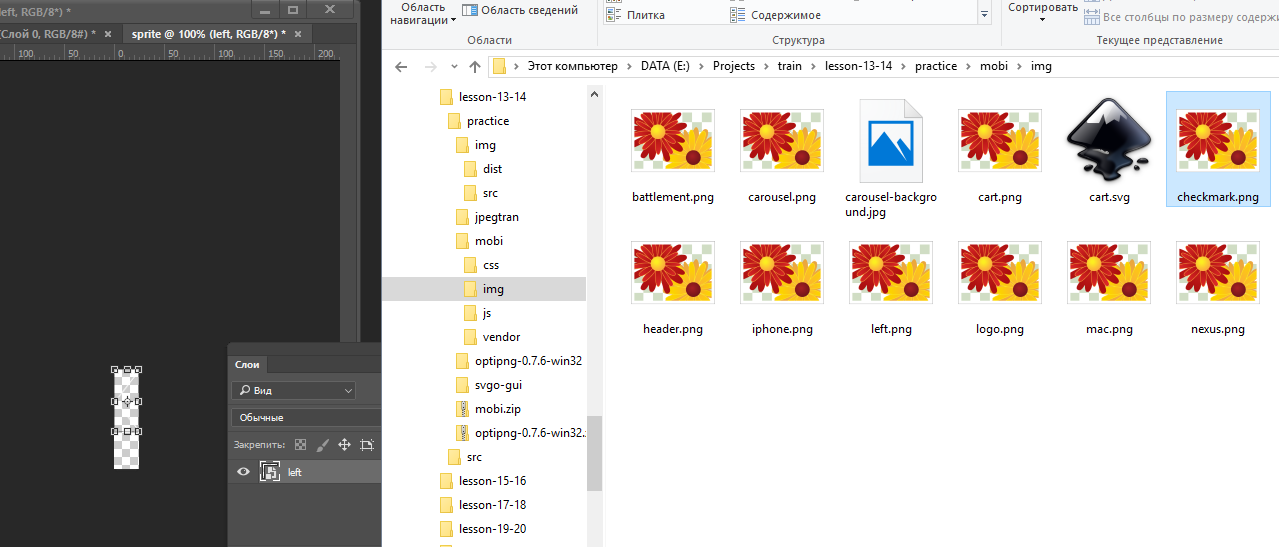 left, RGB/8*) *
(Слой 0, RGB/8#) *
sprite @ 100% (left, RGB/8*) *
100
50
0
50
100
150
200
Слои
Вид
Обычные
Закрепить:
left
Область
навигации
Область сведений
Области
Плитка
Содержимое
Структура
Сортировать
Все столбцы по размеру содержи
Текущее представление
Этот компьютер
DATA (E:)
Projects
train
lesson-13-14
practice
mobi
img
lesson-13-14
practice
img
dist
src
jpegtran
mobi
css
img
js
vendor
optipng-0.7.6-win32
svgo-gui
mobi.zip
optipng-0.7.6-win32.
src
lesson-15-16
lesson-17-18
lesson-19-20
battlement.png
carousel.png
carousel-backgro
und.jpg
cart.png
cart.svg
checkmark.png
header.png
iphone.png
left.png
logo.png
mac.png
nexus.png